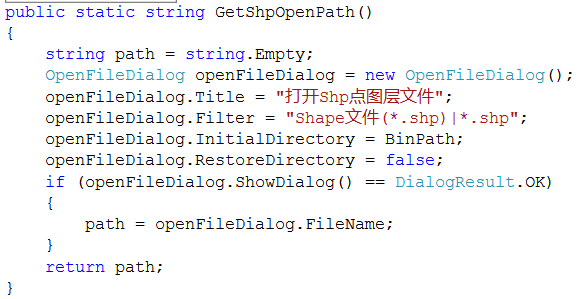 public static string GetShpOpenPath()
{
    string path = string.Empty;
    OpenFileDialog openFileDialog = new OpenFileDialog();
    openFileDialog.Title = "打开Shp点图层文件";
    openFileDialog.Filter = "Shape文件(*.shp)|*.shp";
    openFileDialog.InitialDirectory = BinPath;
    openFileDialog.RestoreDirectory = false;
    if (openFileDialog.ShowDialog() == DialogResult.OK)
    {
        path = openFileDialog.FileName;
    }
    return path;
}